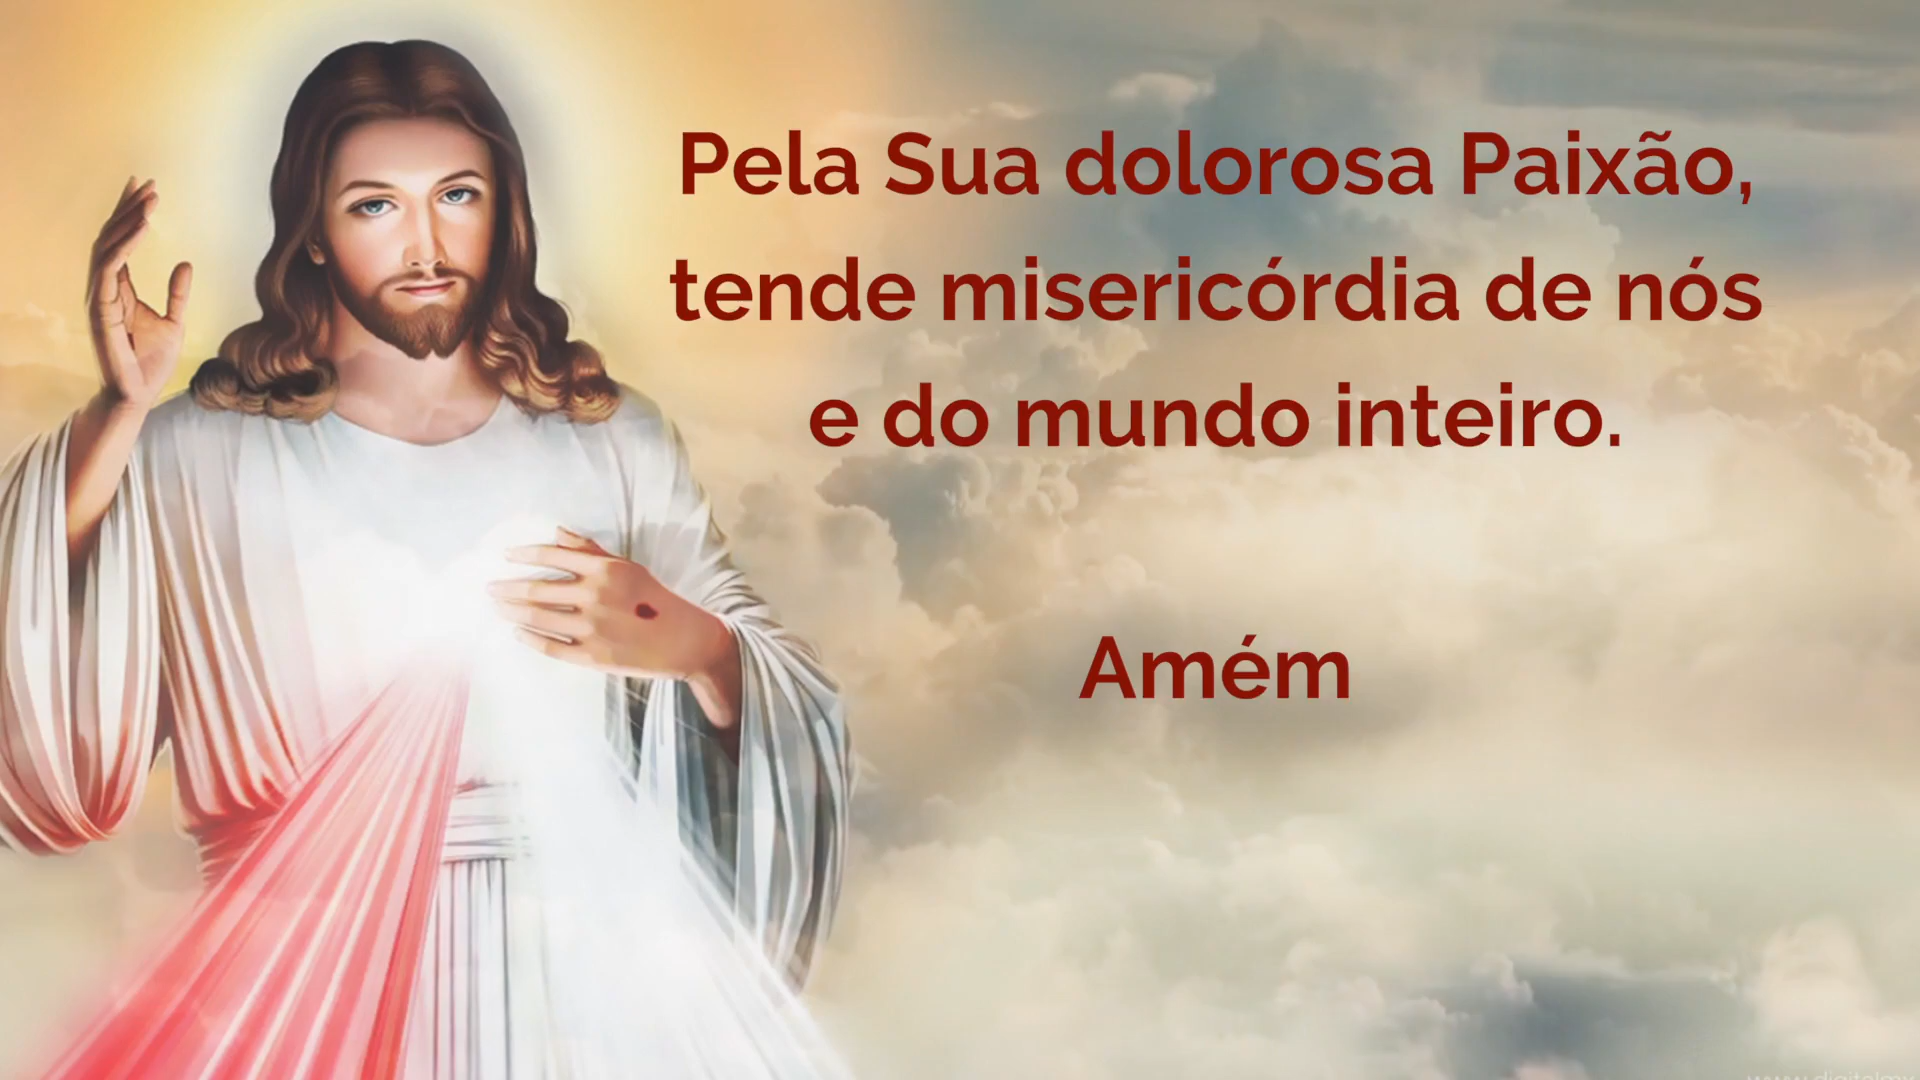 Pela Sua dolorosa Paixão,
tende misericórdia de nós
e do mundo inteiro.
Amém